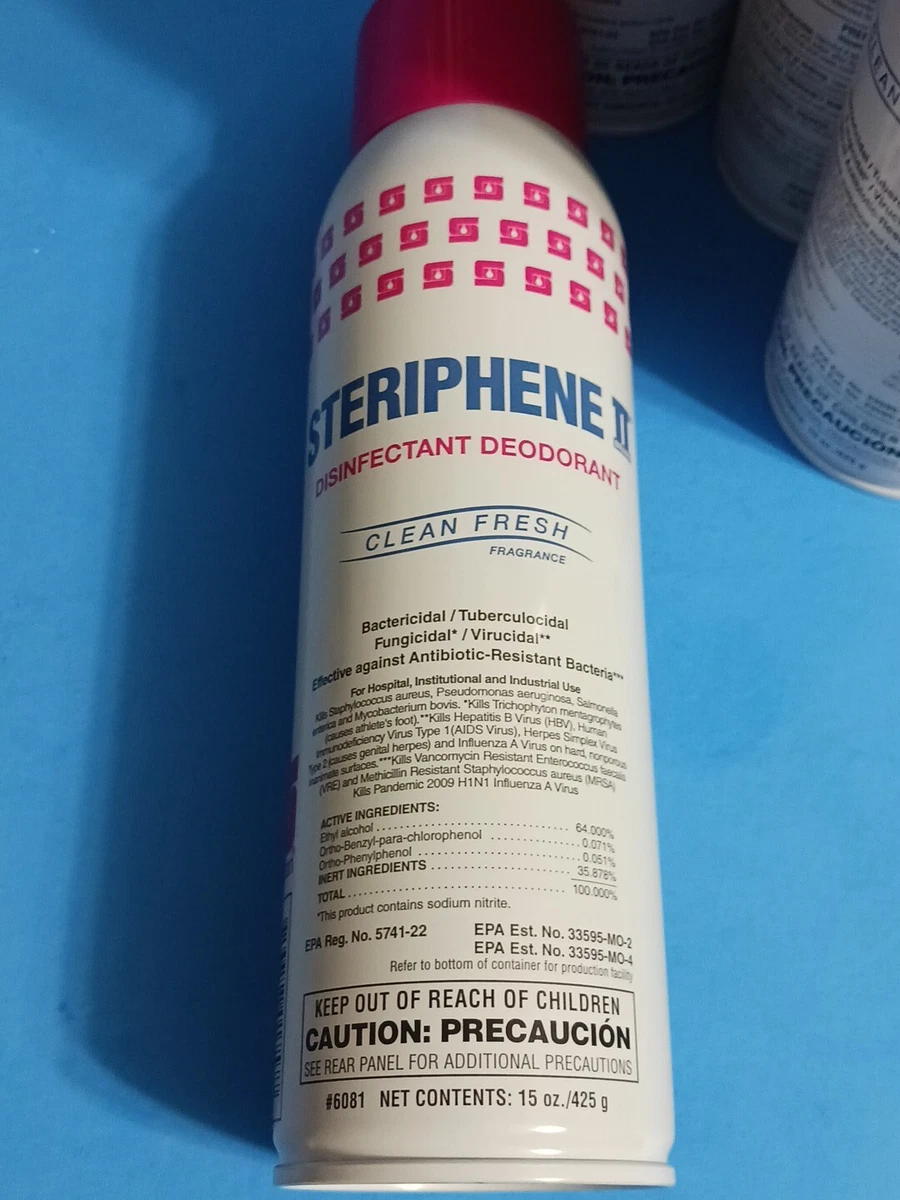 STERIPHENE II
DISINFECTANT DEODORANT
CLEAN FRESH
FRAGRANCE
Bactericidal / Tuberculocidal
Fungicidal* / Virucidal**
Effective against Antibiotic-Resistant Bacteria***
For Hospital, Institutional and Industrial Use
Kills Staphylococcus aureus, Pseudomonas aeruginosa, Salmonella
enterica and Mycobacterium bovis. *Kills Trichophyton mentagrophytes
(causes athlete's foot).**Kills Hepatitis B Virus (HBV), Human
Immunodeficiency Virus Type 1(AIDS Virus), Herpes Simplex Virus
Type 2 (causes genital herpes) and Influenza A Virus on hard, nonporous
inanimate surfaces.***Kills Vancomycin Resistant Enterococcus faecalis
(VRE) and Methicillin Resistant Staphylococcus aureus (MRSA)
Kills Pandemic 2009 H1N1 Influenza A Virus
ACTIVE INGREDIENTS:
Ethyl alcohol ............................ 64.000%
Ortho-Benzyl-para-chlorophenol ............ 0.071%
Ortho-Phenylphenol ........................ 0.051%
INERT INGREDIENTS ..................... 35.878%
TOTAL ................................. 100.000%
*This product contains sodium nitrite.
EPA Reg. No. 5741-22 EPA Est. No. 33595-MO-2
EPA Est. No. 33595-MO-4
Refer to bottom of container for production facility
KEEP OUT OF REACH OF CHILDREN
CAUTION: PRECAUCIÓN
SEE REAR PANEL FOR ADDITIONAL PRECAUTIONS
#6081 NET CONTENTS: 15 oz./425 g
CLEAN
PRECAUCIÓN